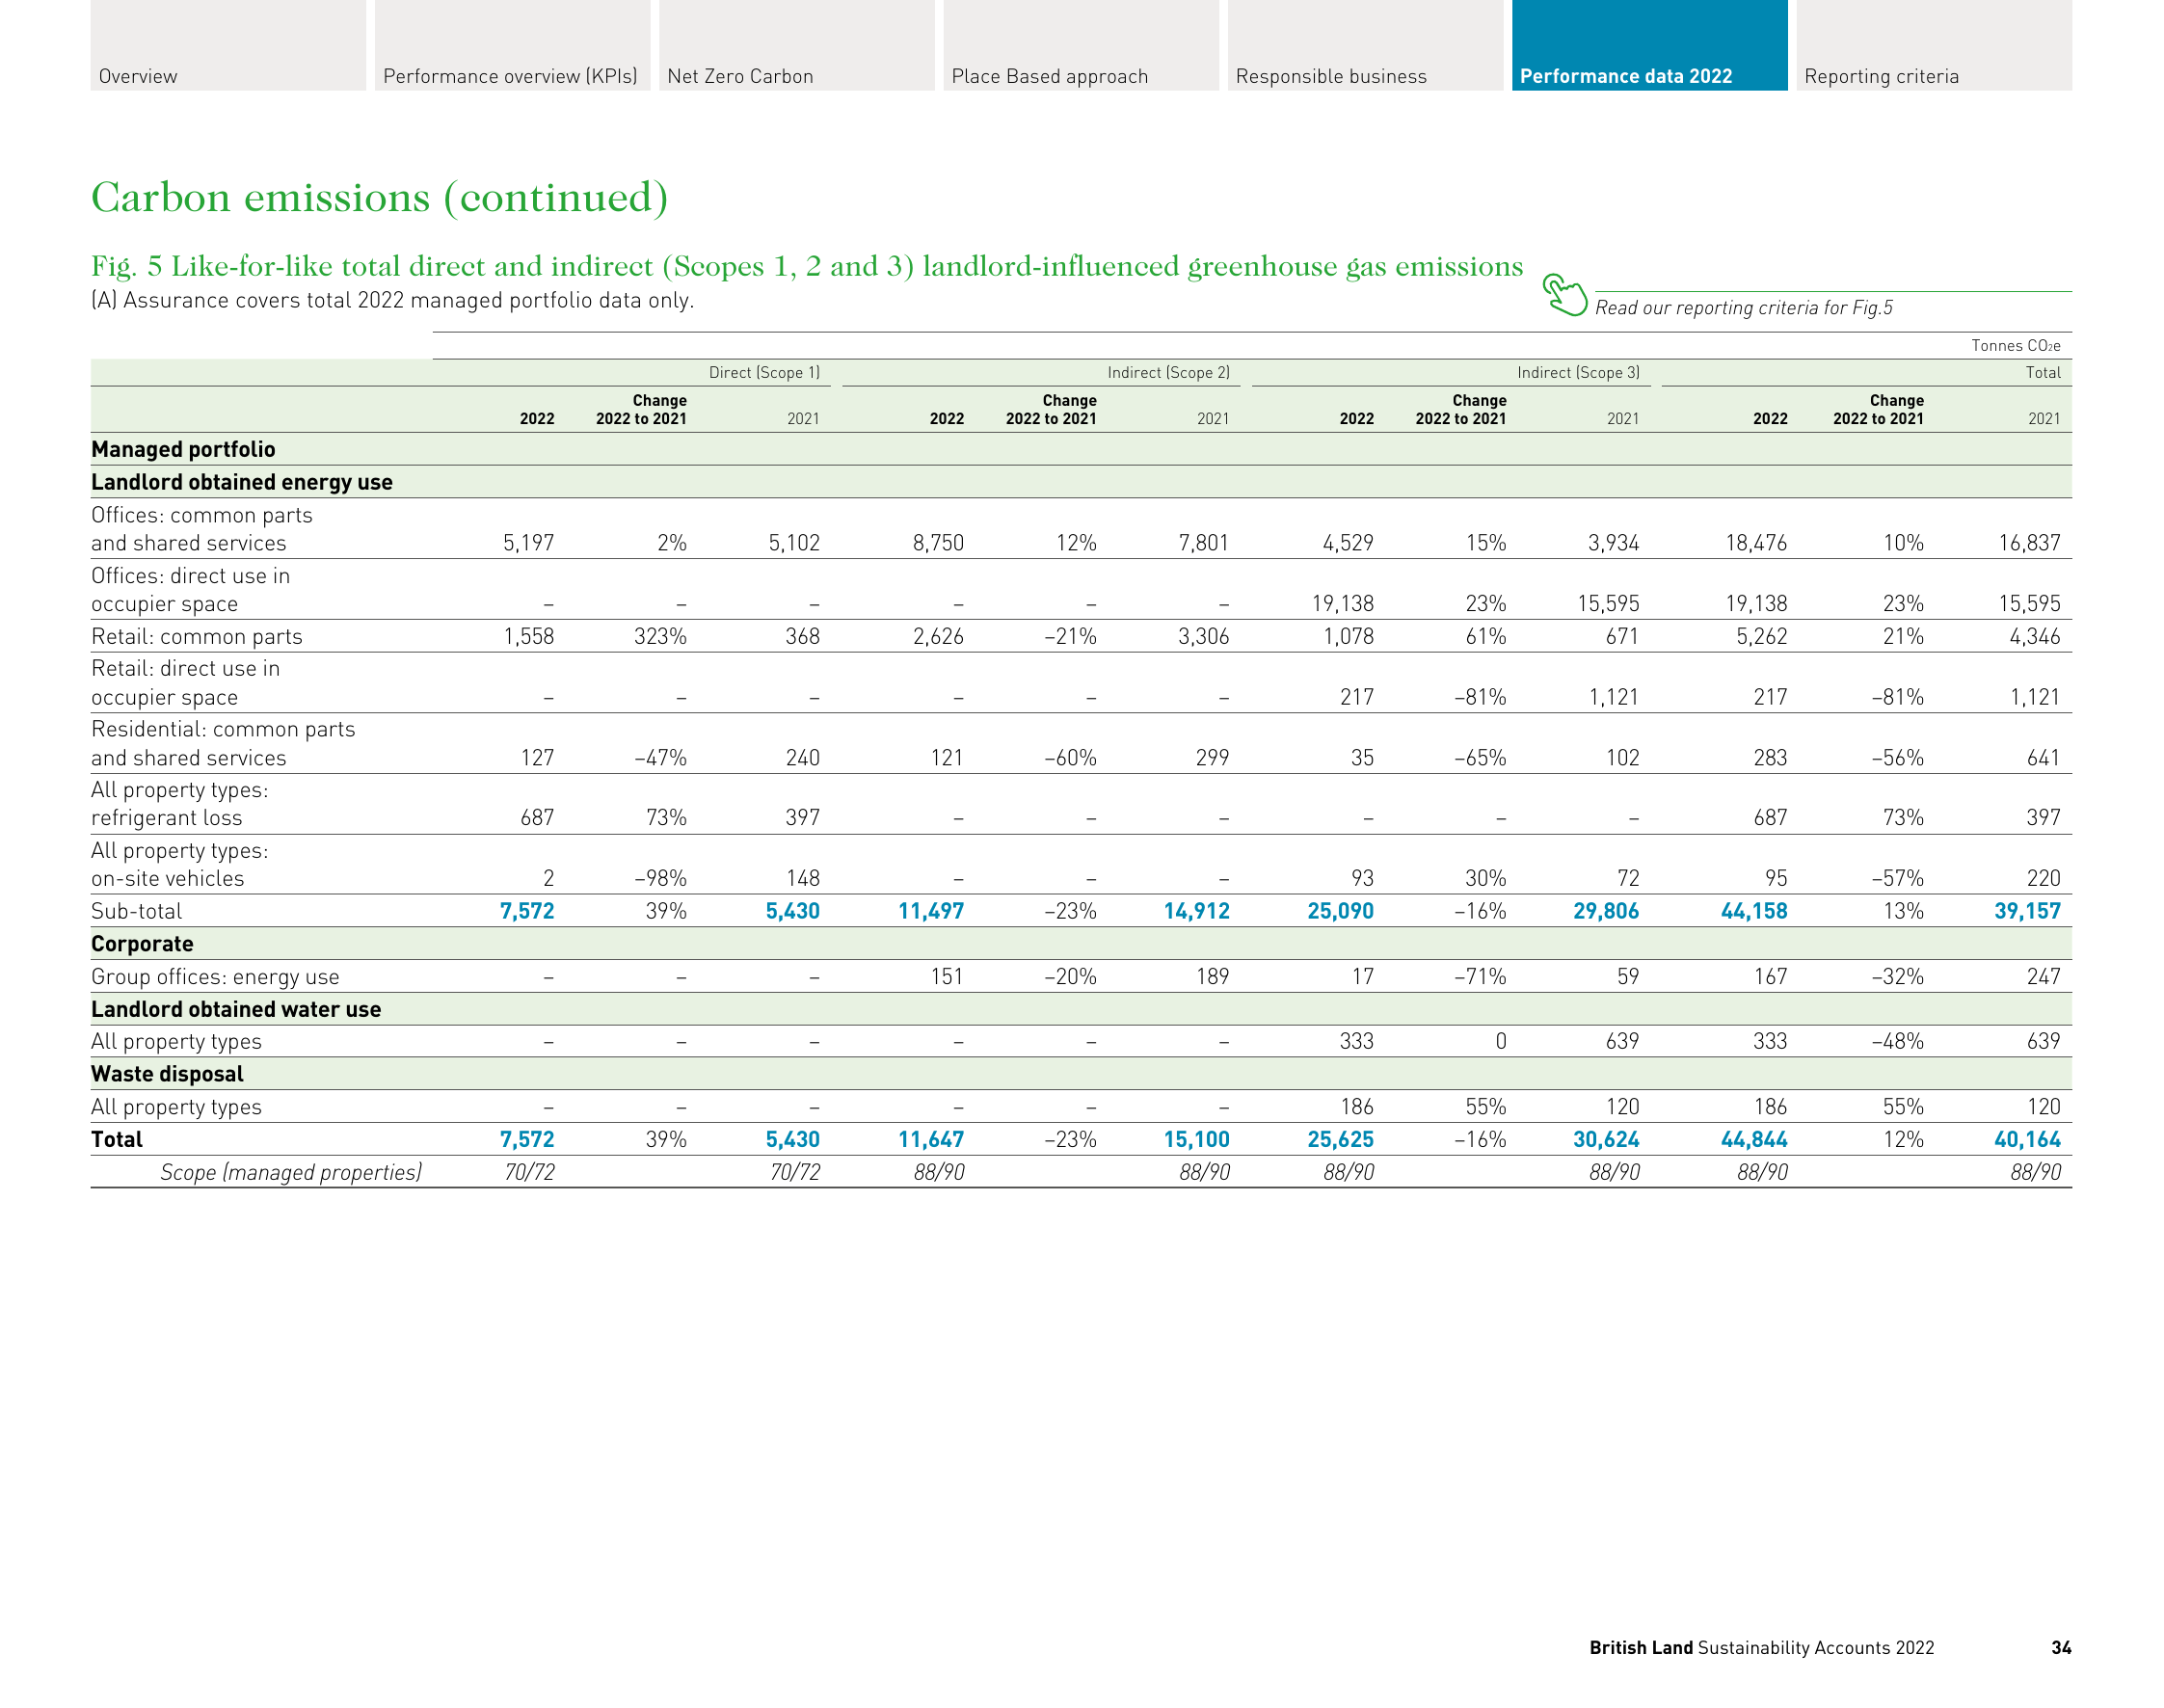 Overview
Performance overview (KPIs)
Net Zero Carbon
Place Based approach
Responsible business
Performance data 2022
Reporting criteria
Carbon emissions (continued)
Fig. 5 Like-for-like total direct and indirect (Scopes 1, 2 and 3) landlord-influenced greenhouse gas emissions
(A) Assurance covers total 2022 managed portfolio data only.
Read our reporting criteria for Fig.5
Tonnes CO2e
Direct (Scope 1) Indirect (Scope 2) Indirect (Scope 3) Total
2022 Change 2022 to 2021 2021 2022 Change 2022 to 2021 2021 2022 Change 2022 to 2021 2021 2022 Change 2022 to 2021 2021
Managed portfolio
Landlord obtained energy use
Offices: common parts
and shared services 5,197 2% 5,102 8,750 12% 7,801 4,529 15% 3,934 18,476 10% 16,837
Offices: direct use in
occupier space – – – – – – 19,138 23% 15,595 19,138 23% 15,595
Retail: common parts 1,558 323% 368 2,626 –21% 3,306 1,078 61% 671 5,262 21% 4,346
Retail: direct use in
occupier space – – – – – – 217 –81% 1,121 217 –81% 1,121
Residential: common parts
and shared services 127 –47% 240 121 –60% 299 35 –65% 102 283 –56% 641
All property types:
refrigerant loss 687 73% 397 – – – – – – 687 73% 397
All property types:
on-site vehicles 2 –98% 148 – – – 93 30% 72 95 –57% 220
Sub-total 7,572 39% 5,430 11,497 –23% 14,912 25,090 –16% 29,806 44,158 13% 39,157
Corporate
Group offices: energy use – – – 151 –20% 189 17 –71% 59 167 –32% 247
Landlord obtained water use
All property types – – – – – – 333 0 639 333 –48% 639
Waste disposal
All property types – – – – – – 186 55% 120 186 55% 120
Total 7,572 39% 5,430 11,647 –23% 15,100 25,625 –16% 30,624 44,844 12% 40,164
Scope (managed properties) 70/72 70/72 88/90 88/90 88/90 88/90 88/90 88/90
British Land Sustainability Accounts 2022 34